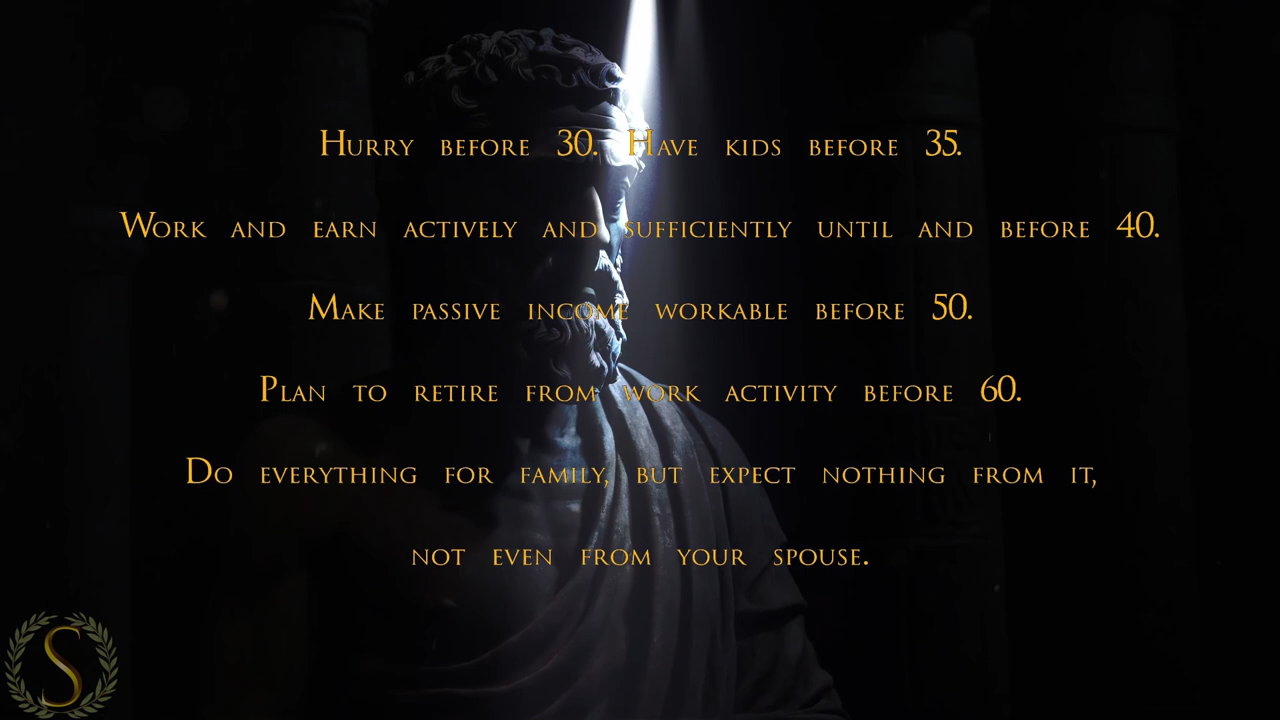 Hurry before 30. Have kids before 35.
Work and earn actively and sufficiently until and before 40.
Make passive income workable before 50.
Plan to retire from work activity before 60.
Do everything for family, but expect nothing from it,
not even from your spouse.
S